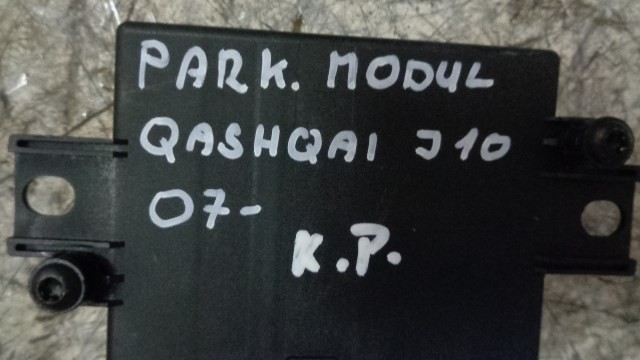 PARK. MODUL
QASHQAI J10
07-
K.P.